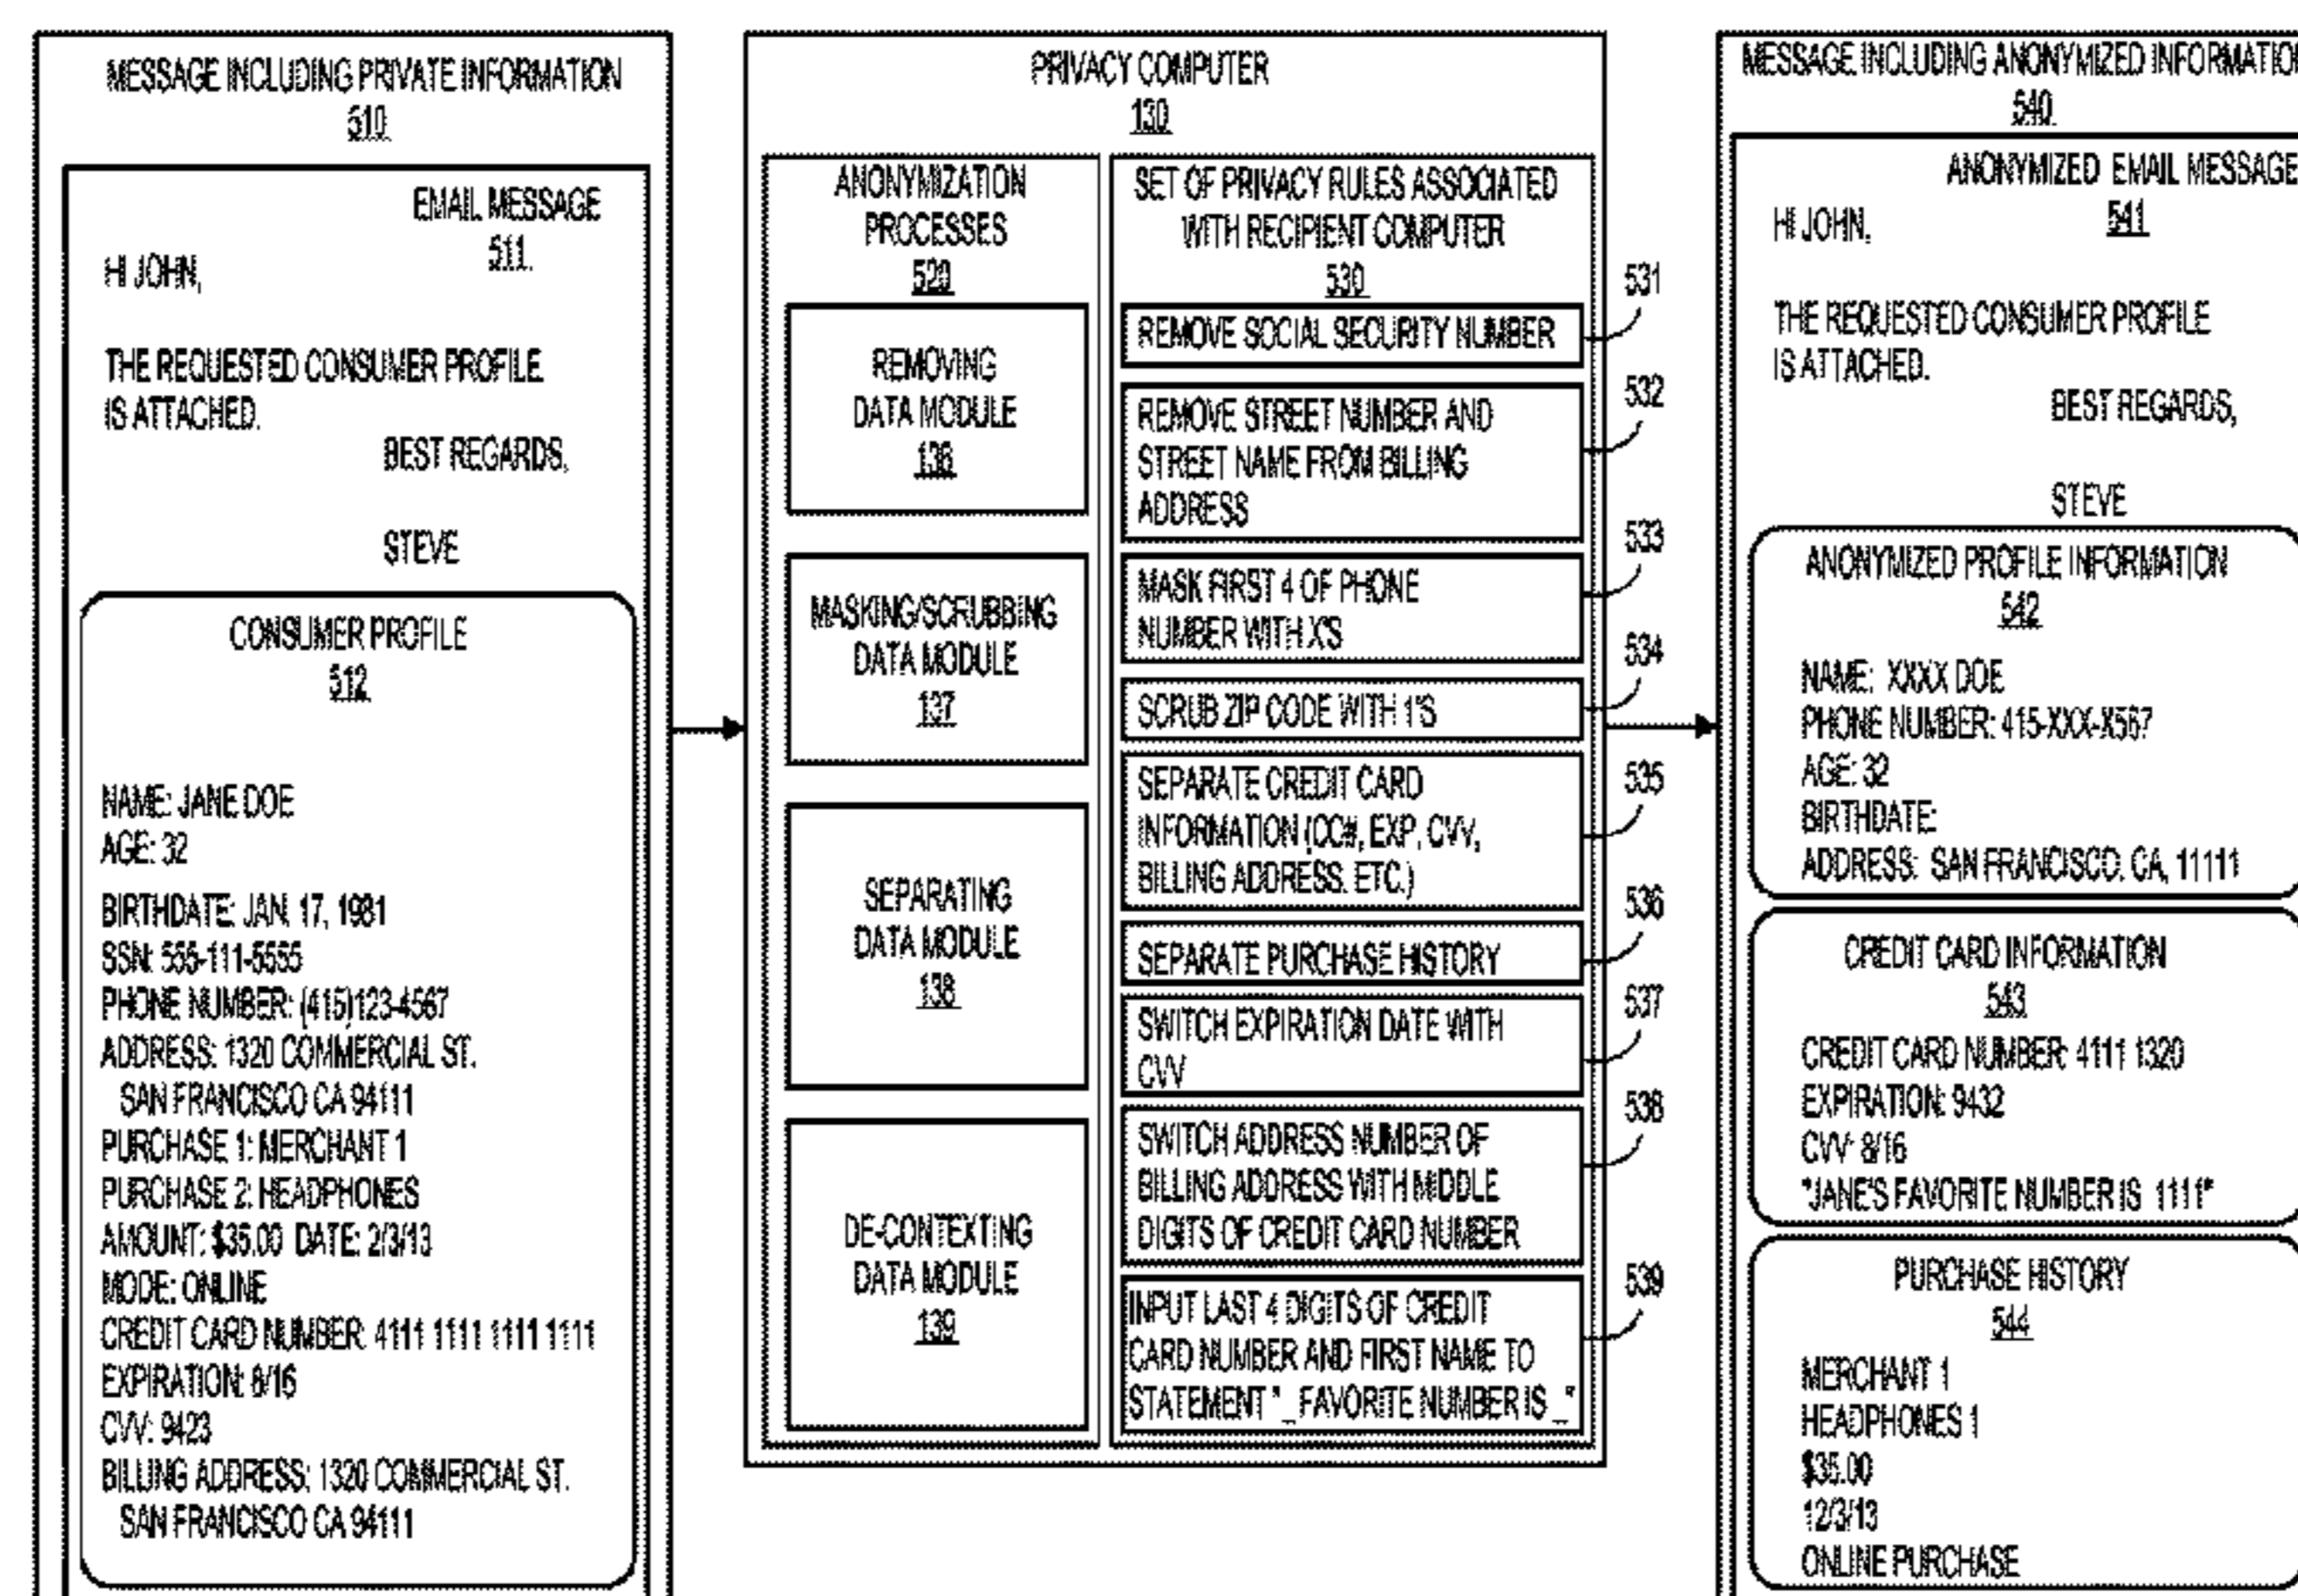 MESSAGE INCLUDING PRIVATE INFORMATION
510
EMAIL MESSAGE
511
HI JOHN,
THE REQUESTED CONSUMER PROFILE
IS ATTACHED.
BEST REGARDS,
STEVE
CONSUMER PROFILE
512
NAME: JANE DOE
AGE: 32
BIRTHDATE: JAN. 17, 1981
SSN: 555-111-5555
PHONE NUMBER: (415)123-4567
ADDRESS: 1320 COMMERCIAL ST.
SAN FRANCISCO CA 94111
PURCHASE 1: MERCHANT 1
PURCHASE 2: HEADPHONES
AMOUNT: $35.00 DATE: 2/3/13
MODE: ONLINE
CREDIT CARD NUMBER: 4111 1111 1111 1111
EXPIRATION: 8/16
CVV: 9423
BILLING ADDRESS: 1320 COMMERCIAL ST.
SAN FRANCISCO CA 94111
PRIVACY COMPUTER
130
ANONYMIZATION
PROCESSES
520
REMOVING
DATA MODULE
136
MASKING/SCRUBBING
DATA MODULE
137
SEPARATING
DATA MODULE
138
DE-CONTEXTING
DATA MODULE
139
SET OF PRIVACY RULES ASSOCIATED
WITH RECIPIENT COMPUTER
530
REMOVE SOCIAL SECURITY NUMBER
531
REMOVE STREET NUMBER AND
STREET NAME FROM BILLING
ADDRESS
532
MASK FIRST 4 OF PHONE
NUMBER WITH X'S
533
SCRUB ZIP CODE WITH 1'S
534
SEPARATE CREDIT CARD
INFORMATION (CC#, EXP, CVV,
BILLING ADDRESS. ETC.)
535
SEPARATE PURCHASE HISTORY
536
SWITCH EXPIRATION DATE WITH
CVV
537
SWITCH ADDRESS NUMBER OF
BILLING ADDRESS WITH MIDDLE
DIGITS OF CREDIT CARD NUMBER
538
INPUT LAST 4 DIGITS OF CREDIT
CARD NUMBER AND FIRST NAME TO
STATEMENT "_ FAVORITE NUMBER IS _"
539
MESSAGE INCLUDING ANONYMIZED INFORMATION
540
ANONYMIZED EMAIL MESSAGE
541
HI JOHN,
THE REQUESTED CONSUMER PROFILE
IS ATTACHED.
BEST REGARDS,
STEVE
ANONYMIZED PROFILE INFORMATION
542
NAME: XXXX DOE
PHONE NUMBER: 415-XXX-X567
AGE: 32
BIRTHDATE:
ADDRESS: SAN FRANCISCO, CA, 11111
CREDIT CARD INFORMATION
543
CREDIT CARD NUMBER: 4111 1320
EXPIRATION: 9432
CVV: 8/16
"JANE'S FAVORITE NUMBER IS 1111"
PURCHASE HISTORY
544
MERCHANT 1
HEADPHONES 1
$35.00
12/3/13
ONLINE PURCHASE